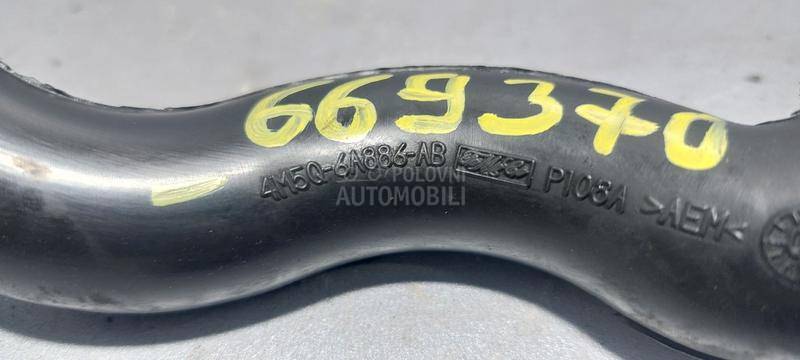 669370
4M5Q-6A886-AB P108A >AEM<
POLOVNI
AUTOMOBILI